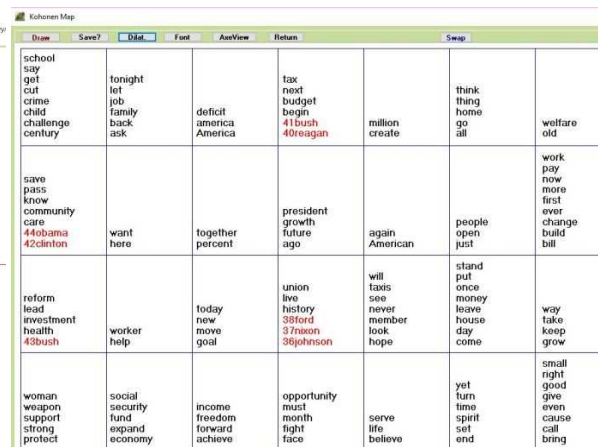 Kohonen Map
Draw Save? Dilat. Font AxeView Return Swap
school
say
get
cut
crime
child
challenge
century
tonight
let
job
family
back
ask
deficit
america
America
tax
next
budget
begin
41bush
40reagan
million
create
think
thing
home
go
all
welfare
old
save
pass
know
community
care
44obama
42clinton
want
here
together
percent
president
growth
future
ago
again
American
people
open
just
work
pay
now
more
first
ever
change
build
bill
reform
lead
investment
health
43bush
worker
help
today
new
move
goal
union
live
history
38ford
37nixon
36johnson
will
taxis
see
never
member
look
hope
stand
put
once
money
leave
house
day
come
way
take
keep
grow
woman
weapon
support
strong
protect
social
security
fund
expand
economy
income
freedom
forward
achieve
opportunity
must
month
fight
face
serve
life
believe
yet
turn
time
spirit
set
end
small
right
good
give
even
cause
call
bring